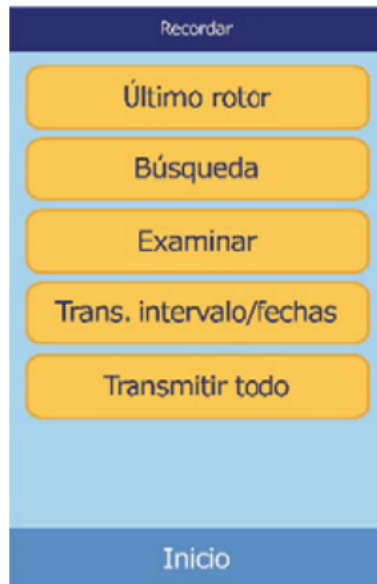 Recordar
Último rotor
Búsqueda
Examinar
Trans. intervalo/fechas
Transmitir todo
Inicio